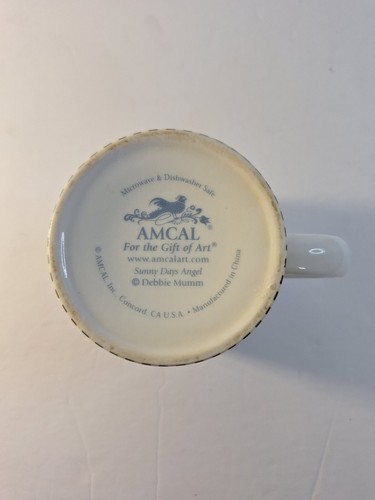 Microwave & Dishwasher Safe
AMCAL
For the Gift of Art®
www.amcalart.com
Sunny Days Angel
© Debbie Mumm
© AMCAL, Inc., Concord, CA U.S.A. • Manufactured in China